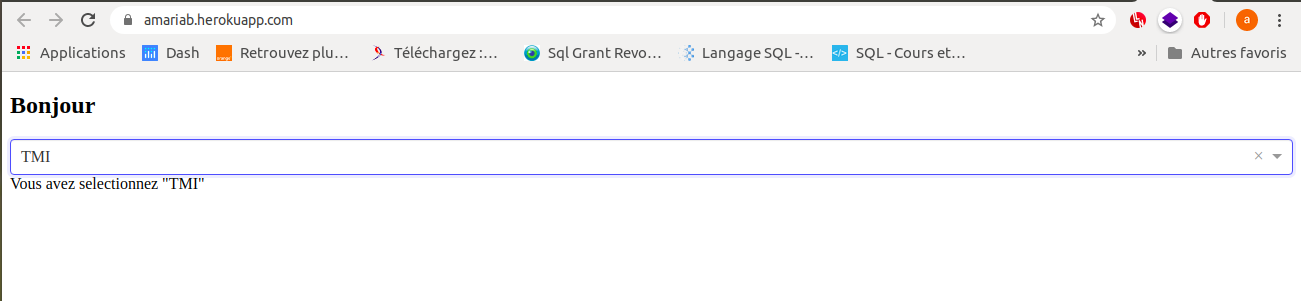 amariab.herokuapp.com
a
Applications Dash Retrouvez plu… Téléchargez :… Sql Grant Revo… Langage SQL -… SQL - Cours et… » Autres favoris
Bonjour
TMI
Vous avez selectionnez "TMI"